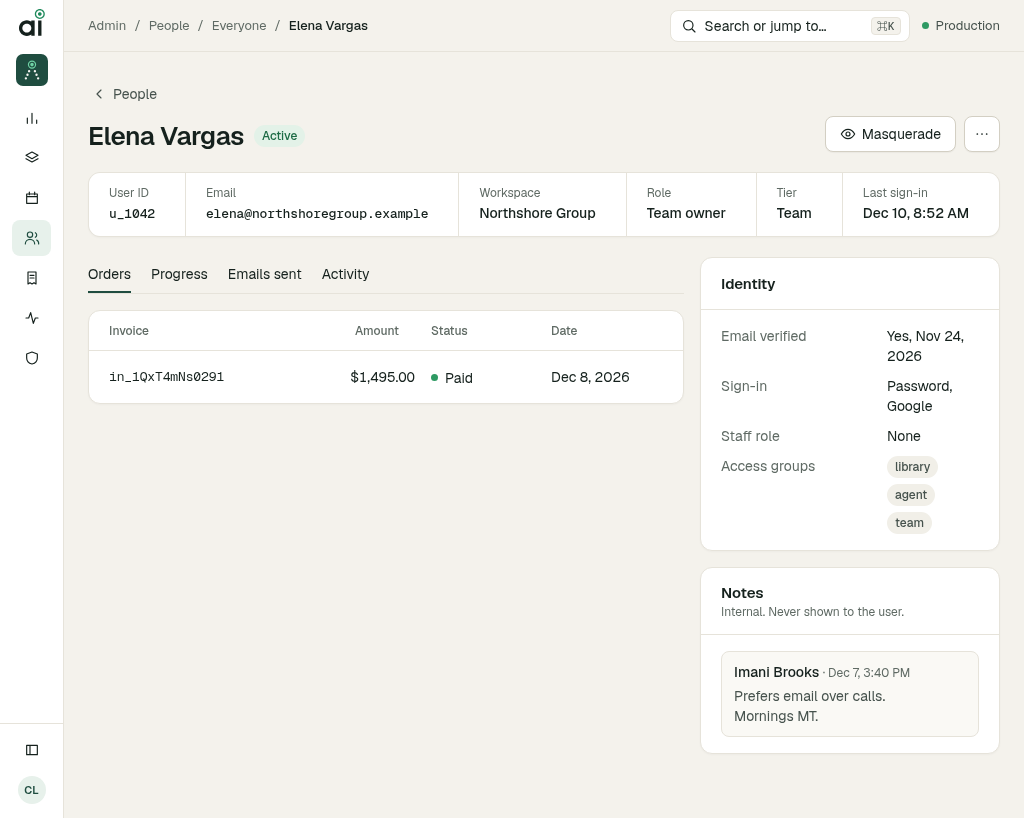 ai
Admin / People / Everyone / Elena Vargas
Search or jump to… ⌘K
Production
People
Elena Vargas Active
Masquerade ···
User ID Email Workspace Role Tier Last sign-in
u_1042 elena@northshoregroup.example Northshore Group Team owner Team Dec 10, 8:52 AM
Orders Progress Emails sent Activity
Invoice Amount Status Date
in_1QxT4mNs0291 $1,495.00 Paid Dec 8, 2026
Identity
Email verified Yes, Nov 24,
2026
Sign-in Password,
Google
Staff role None
Access groups library
agent
team
Notes
Internal. Never shown to the user.
Imani Brooks · Dec 7, 3:40 PM
Prefers email over calls.
Mornings MT.
CL